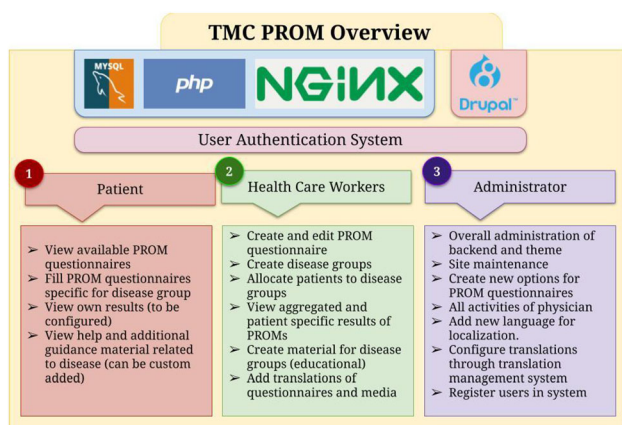 TMC PROM Overview
MYSQL
php
NGiNX
Drupal™
User Authentication System
1
Patient
➢ View available PROM
questionnaires
➢ Fill PROM questionnaires
specific for disease group
➢ View own results (to be
configured)
➢ View help and additional
guidance material related
to disease (can be custom
added)
2
Health Care Workers
➢ Create and edit PROM
questionnaire
➢ Create disease groups
➢ Allocate patients to disease
groups
➢ View aggregated and
patient specific results of
PROMs
➢ Create material for disease
groups (educational)
➢ Add translations of
questionnaires and media
3
Administrator
➢ Overall administration of
backend and theme
➢ Site maintenance
➢ Create new options for
PROM questionnaires
➢ All activities of physician
➢ Add new language for
localization.
➢ Configure translations
through translation
management system
➢ Register users in system